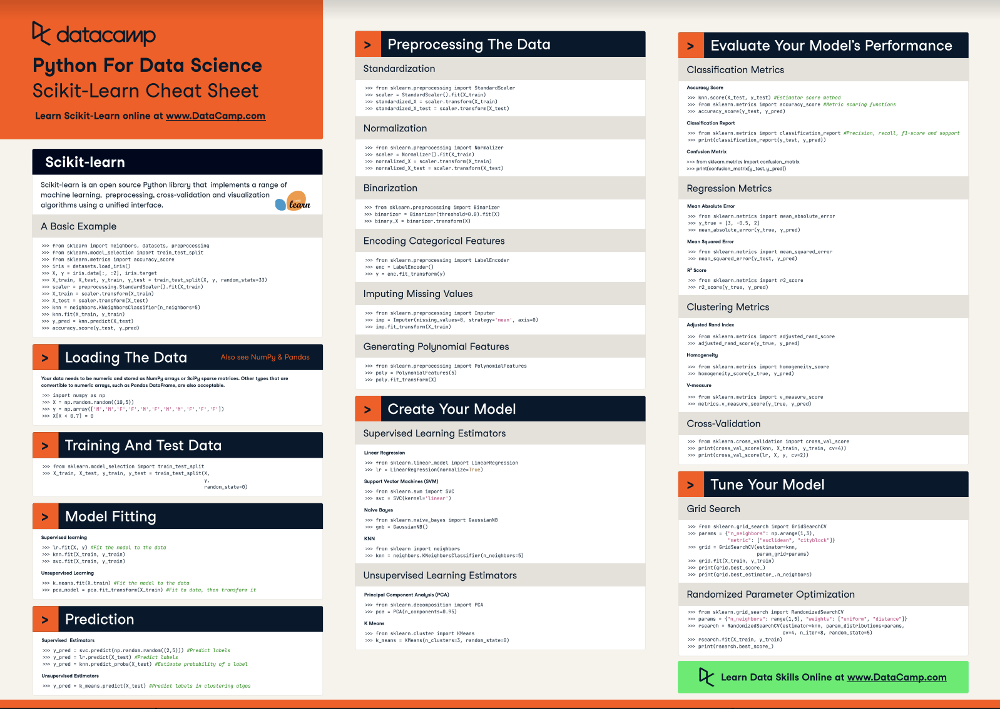 datacamp
Python For Data Science
Scikit-Learn Cheat Sheet
Learn Scikit-Learn online at www.DataCamp.com
Scikit-learn
Scikit-learn is an open source Python library that implements a range of
machine learning, preprocessing, cross-validation and visualization
algorithms using a unified interface.
learn
A Basic Example
>>> from sklearn import neighbors, datasets, preprocessing
>>> from sklearn.model_selection import train_test_split
>>> from sklearn.metrics import accuracy_score
>>> iris = datasets.load_iris()
>>> X, y = iris.data[:, :2], iris.target
>>> X_train, X_test, y_train, y_test = train_test_split(X, y, random_state=33)
>>> scaler = preprocessing.StandardScaler().fit(X_train)
>>> X_train = scaler.transform(X_train)
>>> X_test = scaler.transform(X_test)
>>> knn = neighbors.KNeighborsClassifier(n_neighbors=5)
>>> knn.fit(X_train, y_train)
>>> y_pred = knn.predict(X_test)
>>> accuracy_score(y_test, y_pred)
> Loading The Data Also see NumPy & Pandas
Your data needs to be numeric and stored as NumPy arrays or SciPy sparse matrices. Other types that are
convertible to numeric arrays, such as Pandas DataFrame, are also acceptable.
>>> import numpy as np
>>> X = np.random.random((10,5))
>>> y = np.array(['M','M','F','F','M','F','M','M','F','F','F'])
>>> X[X < 0.7] = 0
> Training And Test Data
>>> from sklearn.model_selection import train_test_split
>>> X_train, X_test, y_train, y_test = train_test_split(X,
y,
random_state=0)
> Model Fitting
Supervised learning
>>> lr.fit(X, y) #Fit the model to the data
>>> knn.fit(X_train, y_train)
>>> svc.fit(X_train, y_train)
Unsupervised Learning
>>> k_means.fit(X_train) #Fit the model to the data
>>> pca_model = pca.fit_transform(X_train) #Fit to data, then transform it
> Prediction
Supervised Estimators
>>> y_pred = svc.predict(np.random.random((2,5))) #Predict labels
>>> y_pred = lr.predict(X_test) #Predict labels
>>> y_pred = knn.predict_proba(X_test) #Estimate probability of a label
Unsupervised Estimators
>>> y_pred = k_means.predict(X_test) #Predict labels in clustering algos
> Preprocessing The Data
Standardization
>>> from sklearn.preprocessing import StandardScaler
>>> scaler = StandardScaler().fit(X_train)
>>> standardized_X = scaler.transform(X_train)
>>> standardized_X_test = scaler.transform(X_test)
Normalization
>>> from sklearn.preprocessing import Normalizer
>>> scaler = Normalizer().fit(X_train)
>>> normalized_X = scaler.transform(X_train)
>>> normalized_X_test = scaler.transform(X_test)
Binarization
>>> from sklearn.preprocessing import Binarizer
>>> binarizer = Binarizer(threshold=0.0).fit(X)
>>> binary_X = binarizer.transform(X)
Encoding Categorical Features
>>> from sklearn.preprocessing import LabelEncoder
>>> enc = LabelEncoder()
>>> y = enc.fit_transform(y)
Imputing Missing Values
>>> from sklearn.preprocessing import Imputer
>>> imp = Imputer(missing_values=0, strategy='mean', axis=0)
>>> imp.fit_transform(X_train)
Generating Polynomial Features
>>> from sklearn.preprocessing import PolynomialFeatures
>>> poly = PolynomialFeatures(5)
>>> poly.fit_transform(X)
> Create Your Model
Supervised Learning Estimators
Linear Regression
>>> from sklearn.linear_model import LinearRegression
>>> lr = LinearRegression(normalize=True)
Support Vector Machines (SVM)
>>> from sklearn.svm import SVC
>>> svc = SVC(kernel='linear')
Naive Bayes
>>> from sklearn.naive_bayes import GaussianNB
>>> gnb = GaussianNB()
KNN
>>> from sklearn import neighbors
>>> knn = neighbors.KNeighborsClassifier(n_neighbors=5)
Unsupervised Learning Estimators
Principal Component Analysis (PCA)
>>> from sklearn.decomposition import PCA
>>> pca = PCA(n_components=0.95)
K Means
>>> from sklearn.cluster import KMeans
>>> k_means = KMeans(n_clusters=3, random_state=0)
> Evaluate Your Model's Performance
Classification Metrics
Accuracy Score
>>> knn.score(X_test, y_test) #Estimator score method
>>> from sklearn.metrics import accuracy_score #Metric scoring functions
>>> accuracy_score(y_test, y_pred)
Classification Report
>>> from sklearn.metrics import classification_report #Precision, recall, f1-score and support
>>> print(classification_report(y_test, y_pred))
Confusion Matrix
>>> from sklearn.metrics import confusion_matrix
>>> print(confusion_matrix(y_test, y_pred))
Regression Metrics
Mean Absolute Error
>>> from sklearn.metrics import mean_absolute_error
>>> y_true = [3, -0.5, 2]
>>> mean_absolute_error(y_true, y_pred)
Mean Squared Error
>>> from sklearn.metrics import mean_squared_error
>>> mean_squared_error(y_test, y_pred)
R² Score
>>> from sklearn.metrics import r2_score
>>> r2_score(y_true, y_pred)
Clustering Metrics
Adjusted Rand Index
>>> from sklearn.metrics import adjusted_rand_score
>>> adjusted_rand_score(y_true, y_pred)
Homogeneity
>>> from sklearn.metrics import homogeneity_score
>>> homogeneity_score(y_true, y_pred)
V-measure
>>> from sklearn.metrics import v_measure_score
>>> metrics.v_measure_score(y_true, y_pred)
Cross-Validation
>>> from sklearn.cross_validation import cross_val_score
>>> print(cross_val_score(knn, X_train, y_train, cv=4))
>>> print(cross_val_score(lr, X, y, cv=2))
> Tune Your Model
Grid Search
>>> from sklearn.grid_search import GridSearchCV
>>> params = {"n_neighbors": np.arange(1,3),
"metric": ["euclidean", "cityblock"]}
>>> grid = GridSearchCV(estimator=knn,
param_grid=params)
>>> grid.fit(X_train, y_train)
>>> print(grid.best_score_)
>>> print(grid.best_estimator_.n_neighbors)
Randomized Parameter Optimization
>>> from sklearn.grid_search import RandomizedSearchCV
>>> params = {"n_neighbors": range(1,5), "weights": ["uniform", "distance"]}
>>> rsearch = RandomizedSearchCV(estimator=knn, param_distributions=params,
cv=4, n_iter=8, random_state=5)
>>> rsearch.fit(X_train, y_train)
>>> print(rsearch.best_score_)
Learn Data Skills Online at www.DataCamp.com